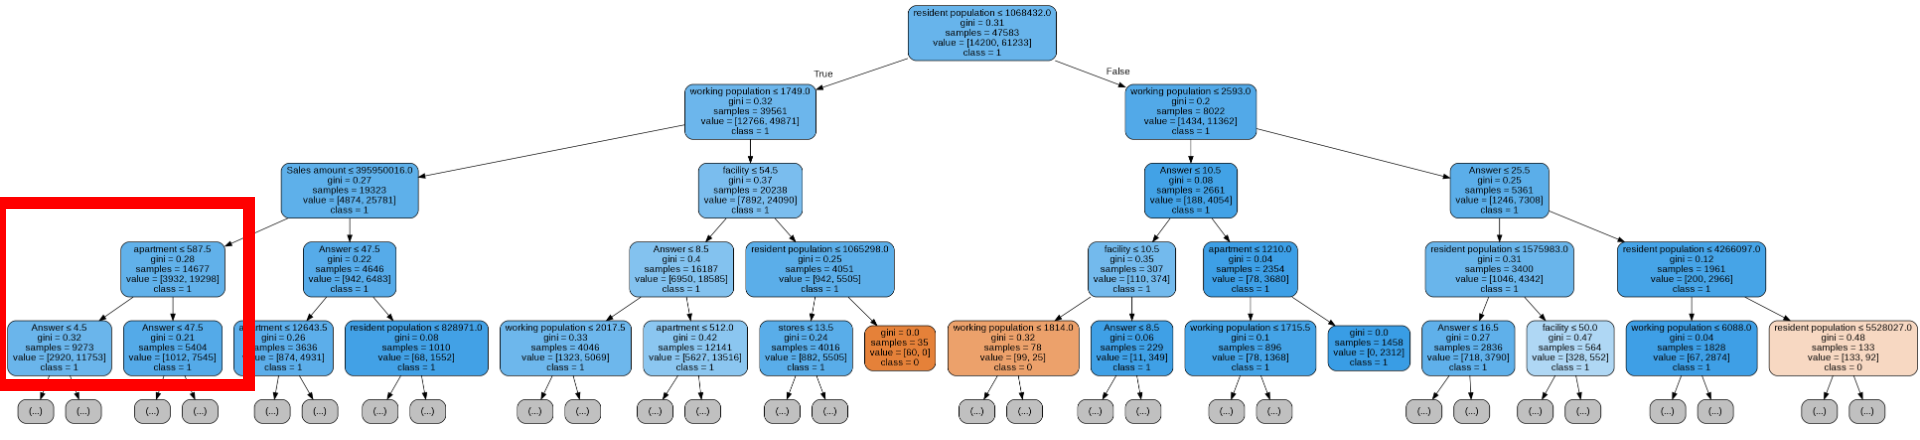 resident population ≤ 1068432.0
gini = 0.31
samples = 47583
value = [14200, 61233]
class = 1
True
False
working population ≤ 1749.0
gini = 0.32
samples = 39561
value = [12766, 49871]
class = 1
working population ≤ 2593.0
gini = 0.2
samples = 8022
value = [1434, 11362]
class = 1
Sales amount ≤ 395950016.0
gini = 0.27
samples = 19323
value = [4874, 25781]
class = 1
facility ≤ 54.5
gini = 0.37
samples = 20238
value = [7892, 24090]
class = 1
Answer ≤ 10.5
gini = 0.08
samples = 2661
value = [188, 4054]
class = 1
Answer ≤ 25.5
gini = 0.25
samples = 5361
value = [1246, 7308]
class = 1
apartment ≤ 587.5
gini = 0.28
samples = 14677
value = [3932, 19298]
class = 1
Answer ≤ 47.5
gini = 0.22
samples = 4646
value = [942, 6483]
class = 1
Answer ≤ 8.5
gini = 0.4
samples = 16187
value = [6950, 18585]
class = 1
resident population ≤ 1065298.0
gini = 0.25
samples = 4051
value = [942, 5505]
class = 1
facility ≤ 10.5
gini = 0.35
samples = 307
value = [110, 374]
class = 1
apartment ≤ 1210.0
gini = 0.04
samples = 2354
value = [78, 3680]
class = 1
resident population ≤ 1575983.0
gini = 0.31
samples = 3400
value = [1046, 4342]
class = 1
resident population ≤ 4266097.0
gini = 0.12
samples = 1961
value = [200, 2966]
class = 1
Answer ≤ 4.5
gini = 0.32
samples = 9273
value = [2920, 11753]
class = 1
Answer ≤ 47.5
gini = 0.21
samples = 5404
value = [1012, 7545]
class = 1
≤ 12643.5
gini = 0.26
= 3636
= [874, 4931]
class = 1
resident population ≤ 828971.0
gini = 0.08
samples = 1010
value = [68, 1552]
class = 1
working population ≤ 2017.5
gini = 0.33
samples = 4046
value = [1323, 5069]
class = 1
apartment ≤ 512.0
gini = 0.42
samples = 12141
value = [5627, 13516]
class = 1
stores ≤ 13.5
gini = 0.24
samples = 4016
value = [882, 5505]
class = 1
gini = 0.0
samples = 35
value = [60, 0]
class = 0
working population ≤ 1814.0
gini = 0.32
samples = 78
value = [99, 25]
class = 0
Answer ≤ 8.5
gini = 0.06
samples = 229
value = [11, 349]
class = 1
working population ≤ 1715.5
gini = 0.1
samples = 896
value = [78, 1368]
class = 1
gini = 0.0
samples = 1458
value = [0, 2312]
class = 1
Answer ≤ 16.5
gini = 0.27
samples = 2836
value = [718, 3790]
class = 1
facility ≤ 50.0
gini = 0.47
samples = 564
value = [328, 552]
class = 1
working population ≤ 6088.0
gini = 0.04
samples = 1828
value = [67, 2874]
class = 1
resident population ≤ 5528027.0
gini = 0.48
samples = 133
value = [133, 92]
class = 0
(...) (...) (...) (...) (...) (...) (...) (...) (...) (...) (...) (...) (...) (...) (...) (...) (...) (...) (...) (...) (...) (...) (...) (...) (...) (...) (...) (...)